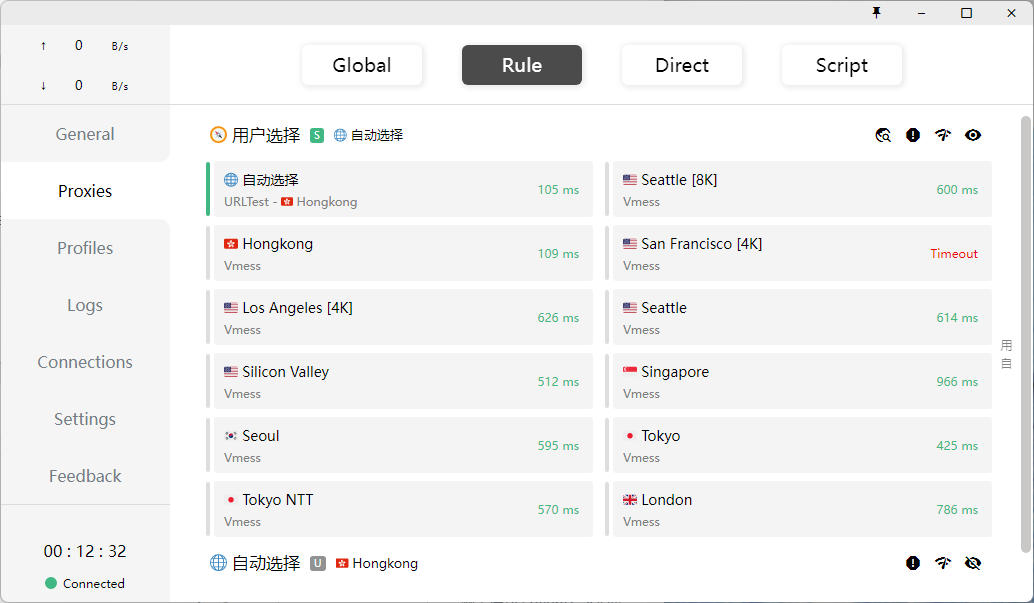 ↑ 0 B/s
↓ 0 B/s
General
Proxies
Profiles
Logs
Connections
Settings
Feedback
00 : 12 : 32
Connected
Global Rule Direct Script
用户选择 S 自动选择
自动选择
URLTest - Hongkong
105 ms
Seattle [8K]
Vmess
600 ms
Hongkong
Vmess
109 ms
San Francisco [4K]
Vmess
Timeout
Los Angeles [4K]
Vmess
626 ms
Seattle
Vmess
614 ms
Silicon Valley
Vmess
512 ms
Singapore
Vmess
966 ms
Seoul
Vmess
595 ms
Tokyo
Vmess
425 ms
Tokyo NTT
Vmess
570 ms
London
Vmess
786 ms
自动选择 U Hongkong
用
自